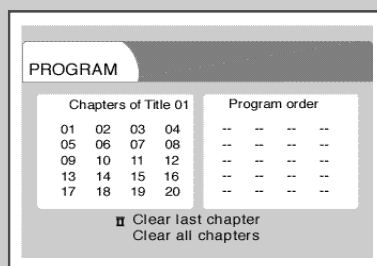 PROGRAM
Chapters of Title 01
01 02 03 04
05 06 07 08
09 10 11 12
13 14 15 16
17 18 19 20
Program order
-- -- -- --
-- -- -- --
-- -- -- --
-- -- -- --
-- -- -- --
Clear last chapter
Clear all chapters